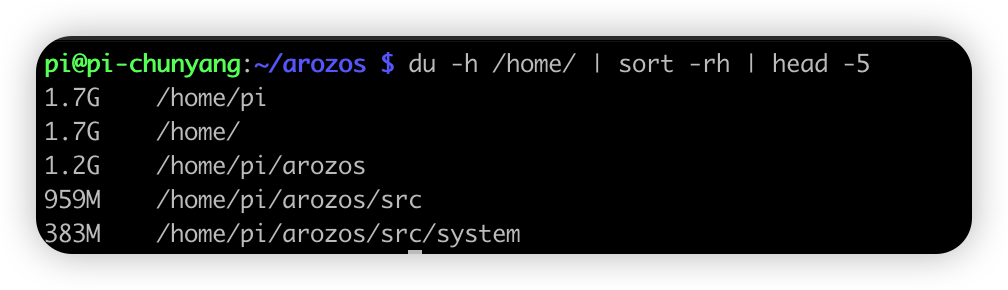 pi@pi-chunyang:~/arozos $ du -h /home/ | sort -rh | head -5
1.7G    /home/pi
1.7G    /home/
1.2G    /home/pi/arozos
959M    /home/pi/arozos/src
383M    /home/pi/arozos/src/system